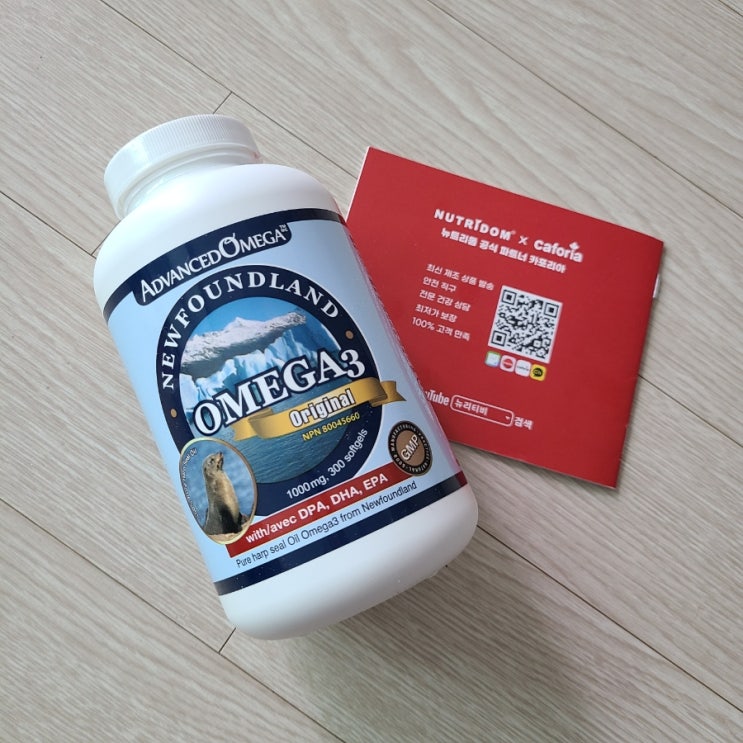 ADVANCEDOMEGA™
NEWFOUNDLAND
OMEGA3
Original
NPN 80045660
1000mg. 300 softgels
GMP
with/avec DPA, DHA, EPA
Pure harp seal Oil Omega3 from Newfoundland
NUTRIDOM® x caforia
뉴트리돔 공식 파트너 카포리아
최신 제조 상품 발송
안전 직구
전문 건강 상담
최저가 보장
100% 고객 만족
YouTube 뉴리티비 검색